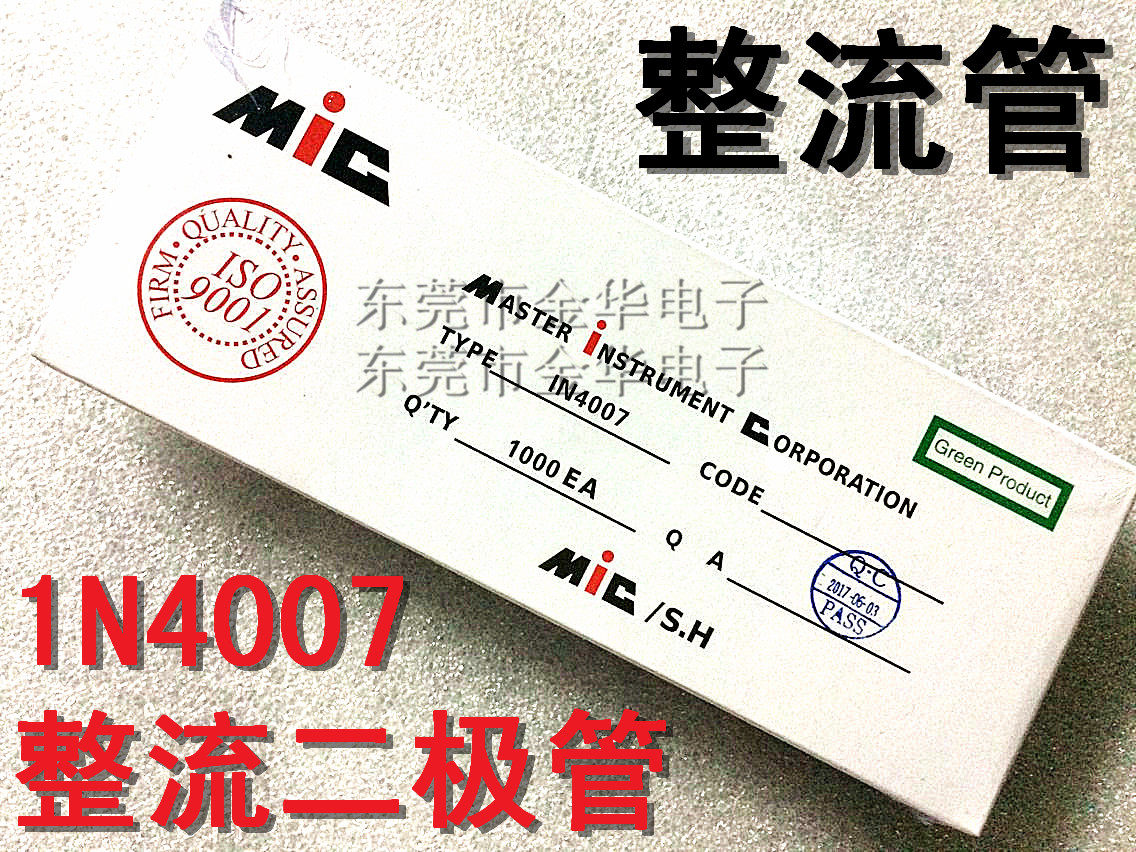 整流管
MiC
FIRM·QUALITY·ASSURED
ISO
9001
东莞市金华电子
东莞市金华电子
MASTER iNSTRUMENT CORPORATION
TYPE IN4007 CODE
Q'TY 1000 EA Q A
Green Product
Q·C
2017-06-03
PASS
MiC /S.H
1N4007
整流二极管